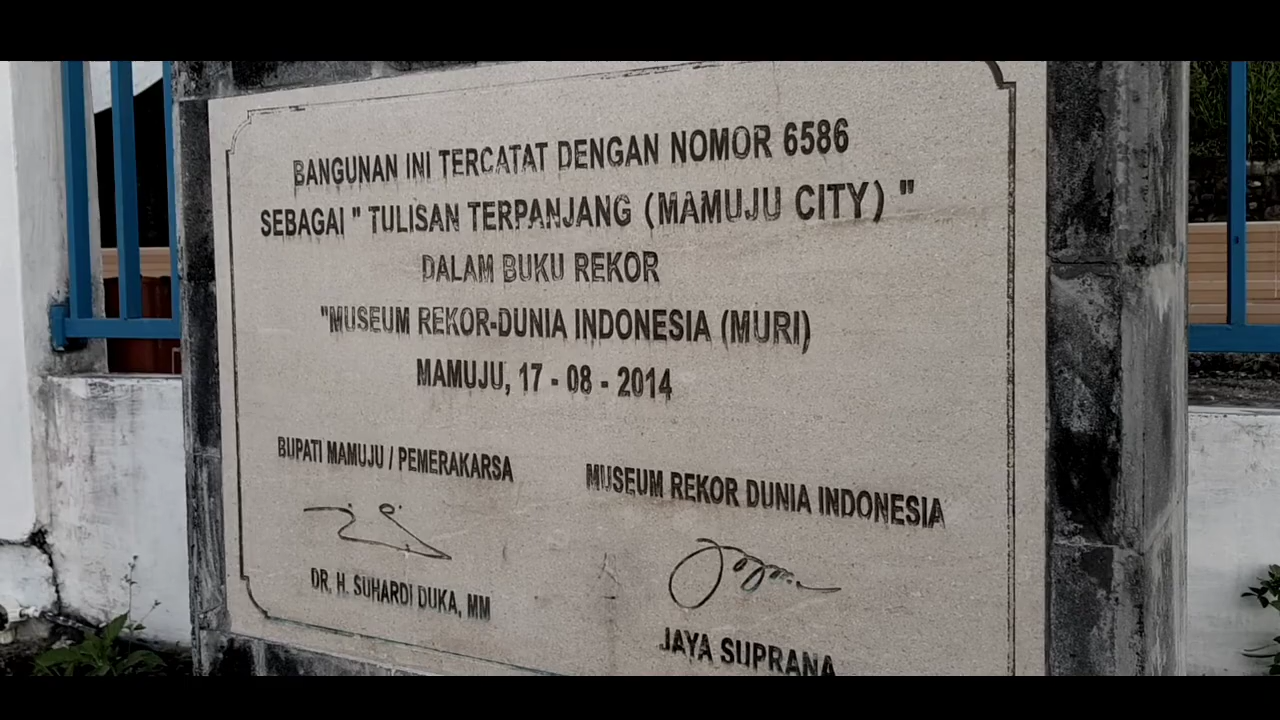 BANGUNAN INI TERCATAT DENGAN NOMOR 6586
SEBAGAI " TULISAN TERPANJANG (MAMUJU CITY) "
DALAM BUKU REKOR
"MUSEUM REKOR-DUNIA INDONESIA (MURI)
MAMUJU, 17 - 08 - 2014
BUPATI MAMUJU / PEMERAKARSA
DR. H. SUHARDI DUKA, MM
MUSEUM REKOR DUNIA INDONESIA
JAYA SUPRANA